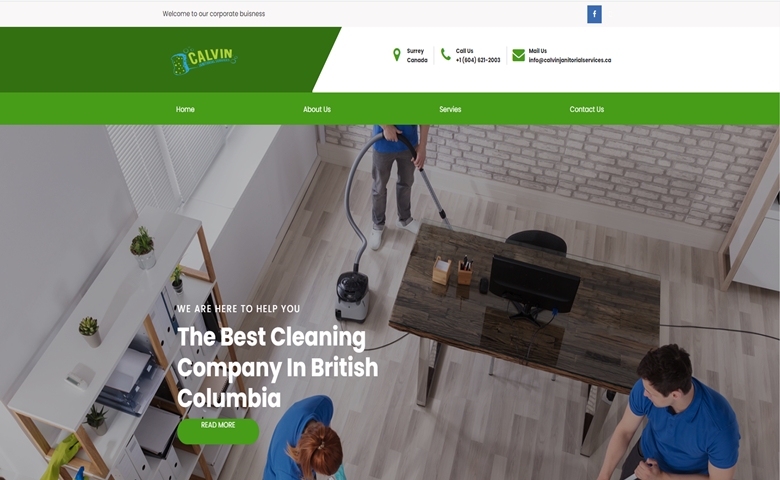 Welcome to our corporate buisness
f
CALVIN
Surrey
Canada
Call Us
+1 (604) 621-2003
Mail Us
info@calvinjanitorialservices.ca
Home
About Us
Servies
Contact Us
WE ARE HERE TO HELP YOU
The Best Cleaning
Company In British
Columbia
READ MORE